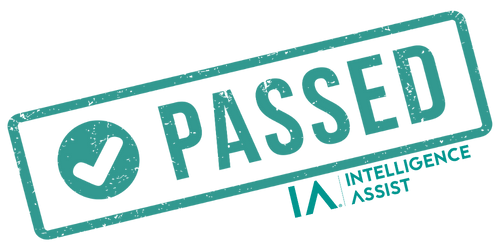 PASSED
IA.
INTELLIGENCE
ASSIST